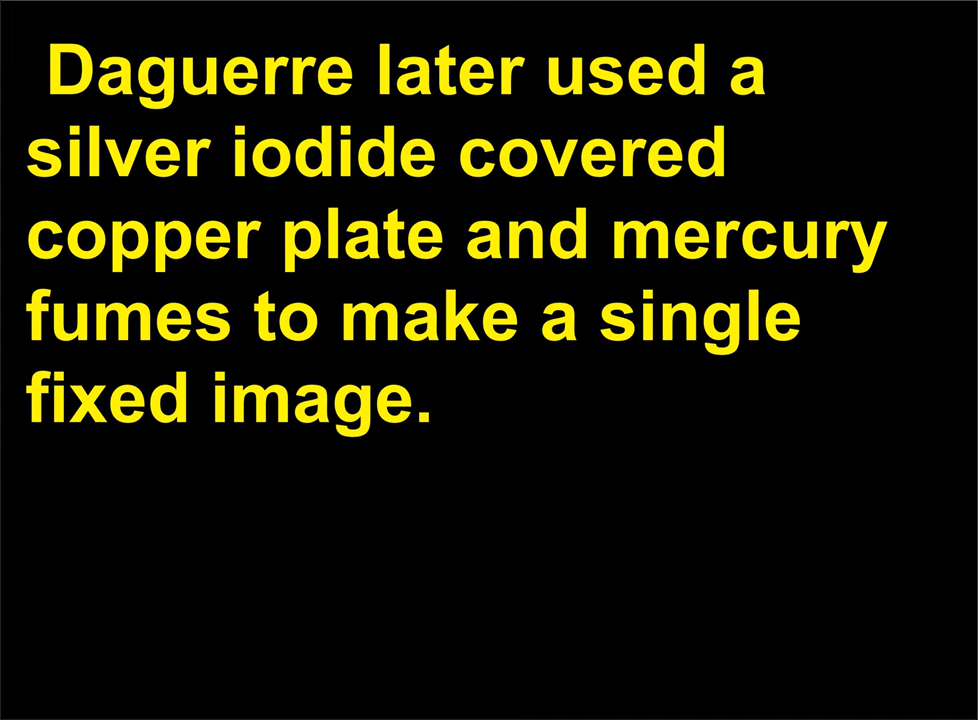 Daguerre later used a
silver iodide covered
copper plate and mercury
fumes to make a single
fixed image.